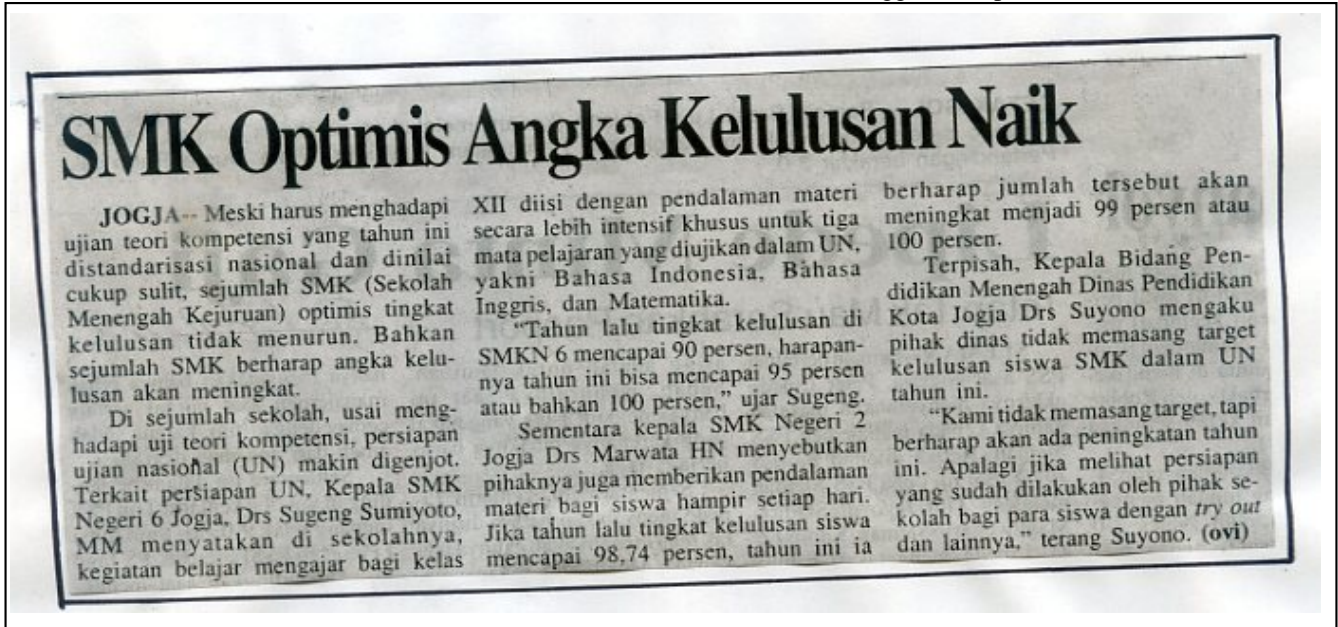 SMK Optimis Angka Kelulusan Naik
JOGJA-- Meski harus menghadapi
ujian teori kompetensi yang tahun ini
distandarisasi nasional dan dinilai
cukup sulit, sejumlah SMK (Sekolah
Menengah Kejuruan) optimis tingkat
kelulusan tidak menurun. Bahkan
sejumlah SMK berharap angka kelu-
lusan akan meningkat.
Di sejumlah sekolah, usai meng-
hadapi uji teori kompetensi, persiapan
ujian nasional (UN) makin digenjot.
Terkait persiapan UN, Kepala SMK
Negeri 6 Jogja, Drs Sugeng Sumiyoto,
MM menyatakan di sekolahnya,
kegiatan belajar mengajar bagi kelas
XII diisi dengan pendalaman materi
secara lebih intensif khusus untuk tiga
mata pelajaran yang diujikan dalam UN,
yakni Bahasa Indonesia, Bahasa
Inggris, dan Matematika.
"Tahun lalu tingkat kelulusan di
SMKN 6 mencapai 90 persen, harapan-
nya tahun ini bisa mencapai 95 persen
atau bahkan 100 persen," ujar Sugeng.
Sementara kepala SMK Negeri 2
Jogja Drs Marwata HN menyebutkan
pihaknya juga memberikan pendalaman
materi bagi siswa hampir setiap hari.
Jika tahun lalu tingkat kelulusan siswa
mencapai 98,74 persen, tahun ini ia
berharap jumlah tersebut akan
meningkat menjadi 99 persen atau
100 persen.
Terpisah, Kepala Bidang Pen-
didikan Menengah Dinas Pendidikan
Kota Jogja Drs Suyono mengaku
pihak dinas tidak memasang target
kelulusan siswa SMK dalam UN
tahun ini.
"Kami tidak memasang target, tapi
berharap akan ada peningkatan tahun
ini. Apalagi jika melihat persiapan
yang sudah dilakukan oleh pihak se-
kolah bagi para siswa dengan try out
dan lainnya," terang Suyono. (ovi)